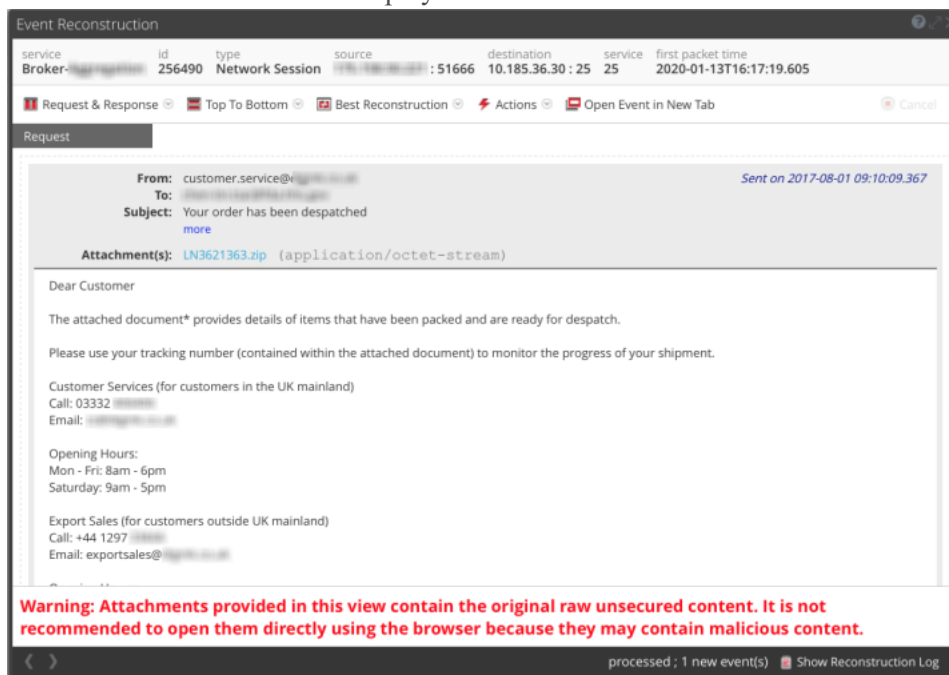 Event Reconstruction
service id type source destination service first packet time
Broker- 256490 Network Session : 51666 10.185.36.30 : 25 25 2020-01-13T16:17:19.605
Request & Response Top To Bottom Best Reconstruction Actions Open Event in New Tab Cancel
Request
From: customer.service@ Sent on 2017-08-01 09:10:09.367
To:
Subject: Your order has been despatched
more
Attachment(s): LN3621363.zip (application/octet-stream)
Dear Customer
The attached document* provides details of items that have been packed and are ready for despatch.
Please use your tracking number (contained within the attached document) to monitor the progress of your shipment.
Customer Services (for customers in the UK mainland)
Call: 03332
Email:
Opening Hours:
Mon - Fri: 8am - 6pm
Saturday: 9am - 5pm
Export Sales (for customers outside UK mainland)
Call: +44 1297
Email: exportsales@
Warning: Attachments provided in this view contain the original raw unsecured content. It is not
recommended to open them directly using the browser because they may contain malicious content.
processed ; 1 new event(s) Show Reconstruction Log